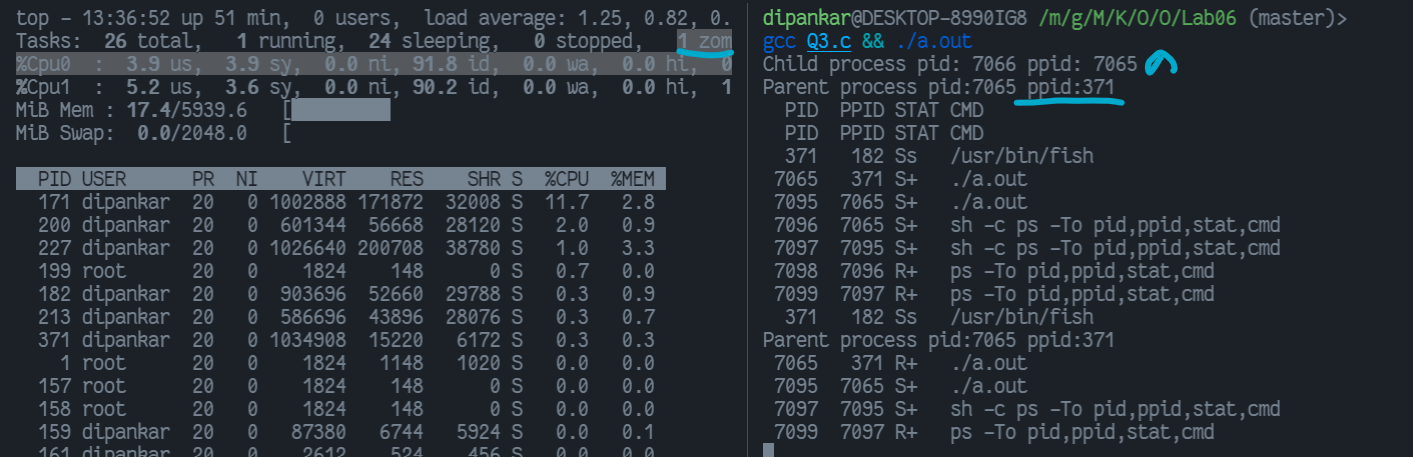 top - 13:36:52 up 51 min,  0 users,  load average: 1.25, 0.82, 0.
Tasks:  26 total,   1 running,  24 sleeping,   0 stopped,   1 zom
%Cpu0  :  3.9 us,  3.9 sy,  0.0 ni, 91.8 id,  0.0 wa,  0.0 hi,  0
%Cpu1  :  5.2 us,  3.6 sy,  0.0 ni, 90.2 id,  0.0 wa,  0.0 hi,  1
MiB Mem : 17.4/5939.6   [
MiB Swap:  0.0/2048.0   [
PID USER      PR  NI    VIRT    RES    SHR S  %CPU  %MEM
171 dipankar  20   0 1002888 171872  32008 S  11.7   2.8
200 dipankar  20   0  601344  56668  28120 S   2.0   0.9
227 dipankar  20   0 1026640 200708  38780 S   1.0   3.3
199 root      20   0    1824    148      0 S   0.7   0.0
182 dipankar  20   0  903696  52660  29788 S   0.3   0.9
213 dipankar  20   0  586696  43896  28076 S   0.3   0.7
371 dipankar  20   0 1034908  15220   6172 S   0.3   0.3
1 root      20   0    1824   1148   1020 S   0.0   0.0
157 root      20   0    1824    148      0 S   0.0   0.0
158 root      20   0    1824    148      0 S   0.0   0.0
159 dipankar  20   0   87380   6744   5924 S   0.0   0.1
161 dipankar  20   0    2612    524    456 S   0.0   0.0
dipankar@DESKTOP-8990IG8 /m/g/M/K/O/O/Lab06 (master)>
gcc Q3.c && ./a.out
Child process pid: 7066 ppid: 7065
Parent process pid:7065 ppid:371
PID  PPID STAT CMD
PID  PPID STAT CMD
371   182 Ss   /usr/bin/fish
7065   371 S+   ./a.out
7095  7065 S+   ./a.out
7096  7065 S+   sh -c ps -To pid,ppid,stat,cmd
7097  7095 S+   sh -c ps -To pid,ppid,stat,cmd
7098  7096 R+   ps -To pid,ppid,stat,cmd
7099  7097 R+   ps -To pid,ppid,stat,cmd
371   182 Ss   /usr/bin/fish
Parent process pid:7065 ppid:371
7065   371 R+   ./a.out
7095  7065 S+   ./a.out
7097  7095 S+   sh -c ps -To pid,ppid,stat,cmd
7099  7097 R+   ps -To pid,ppid,stat,cmd